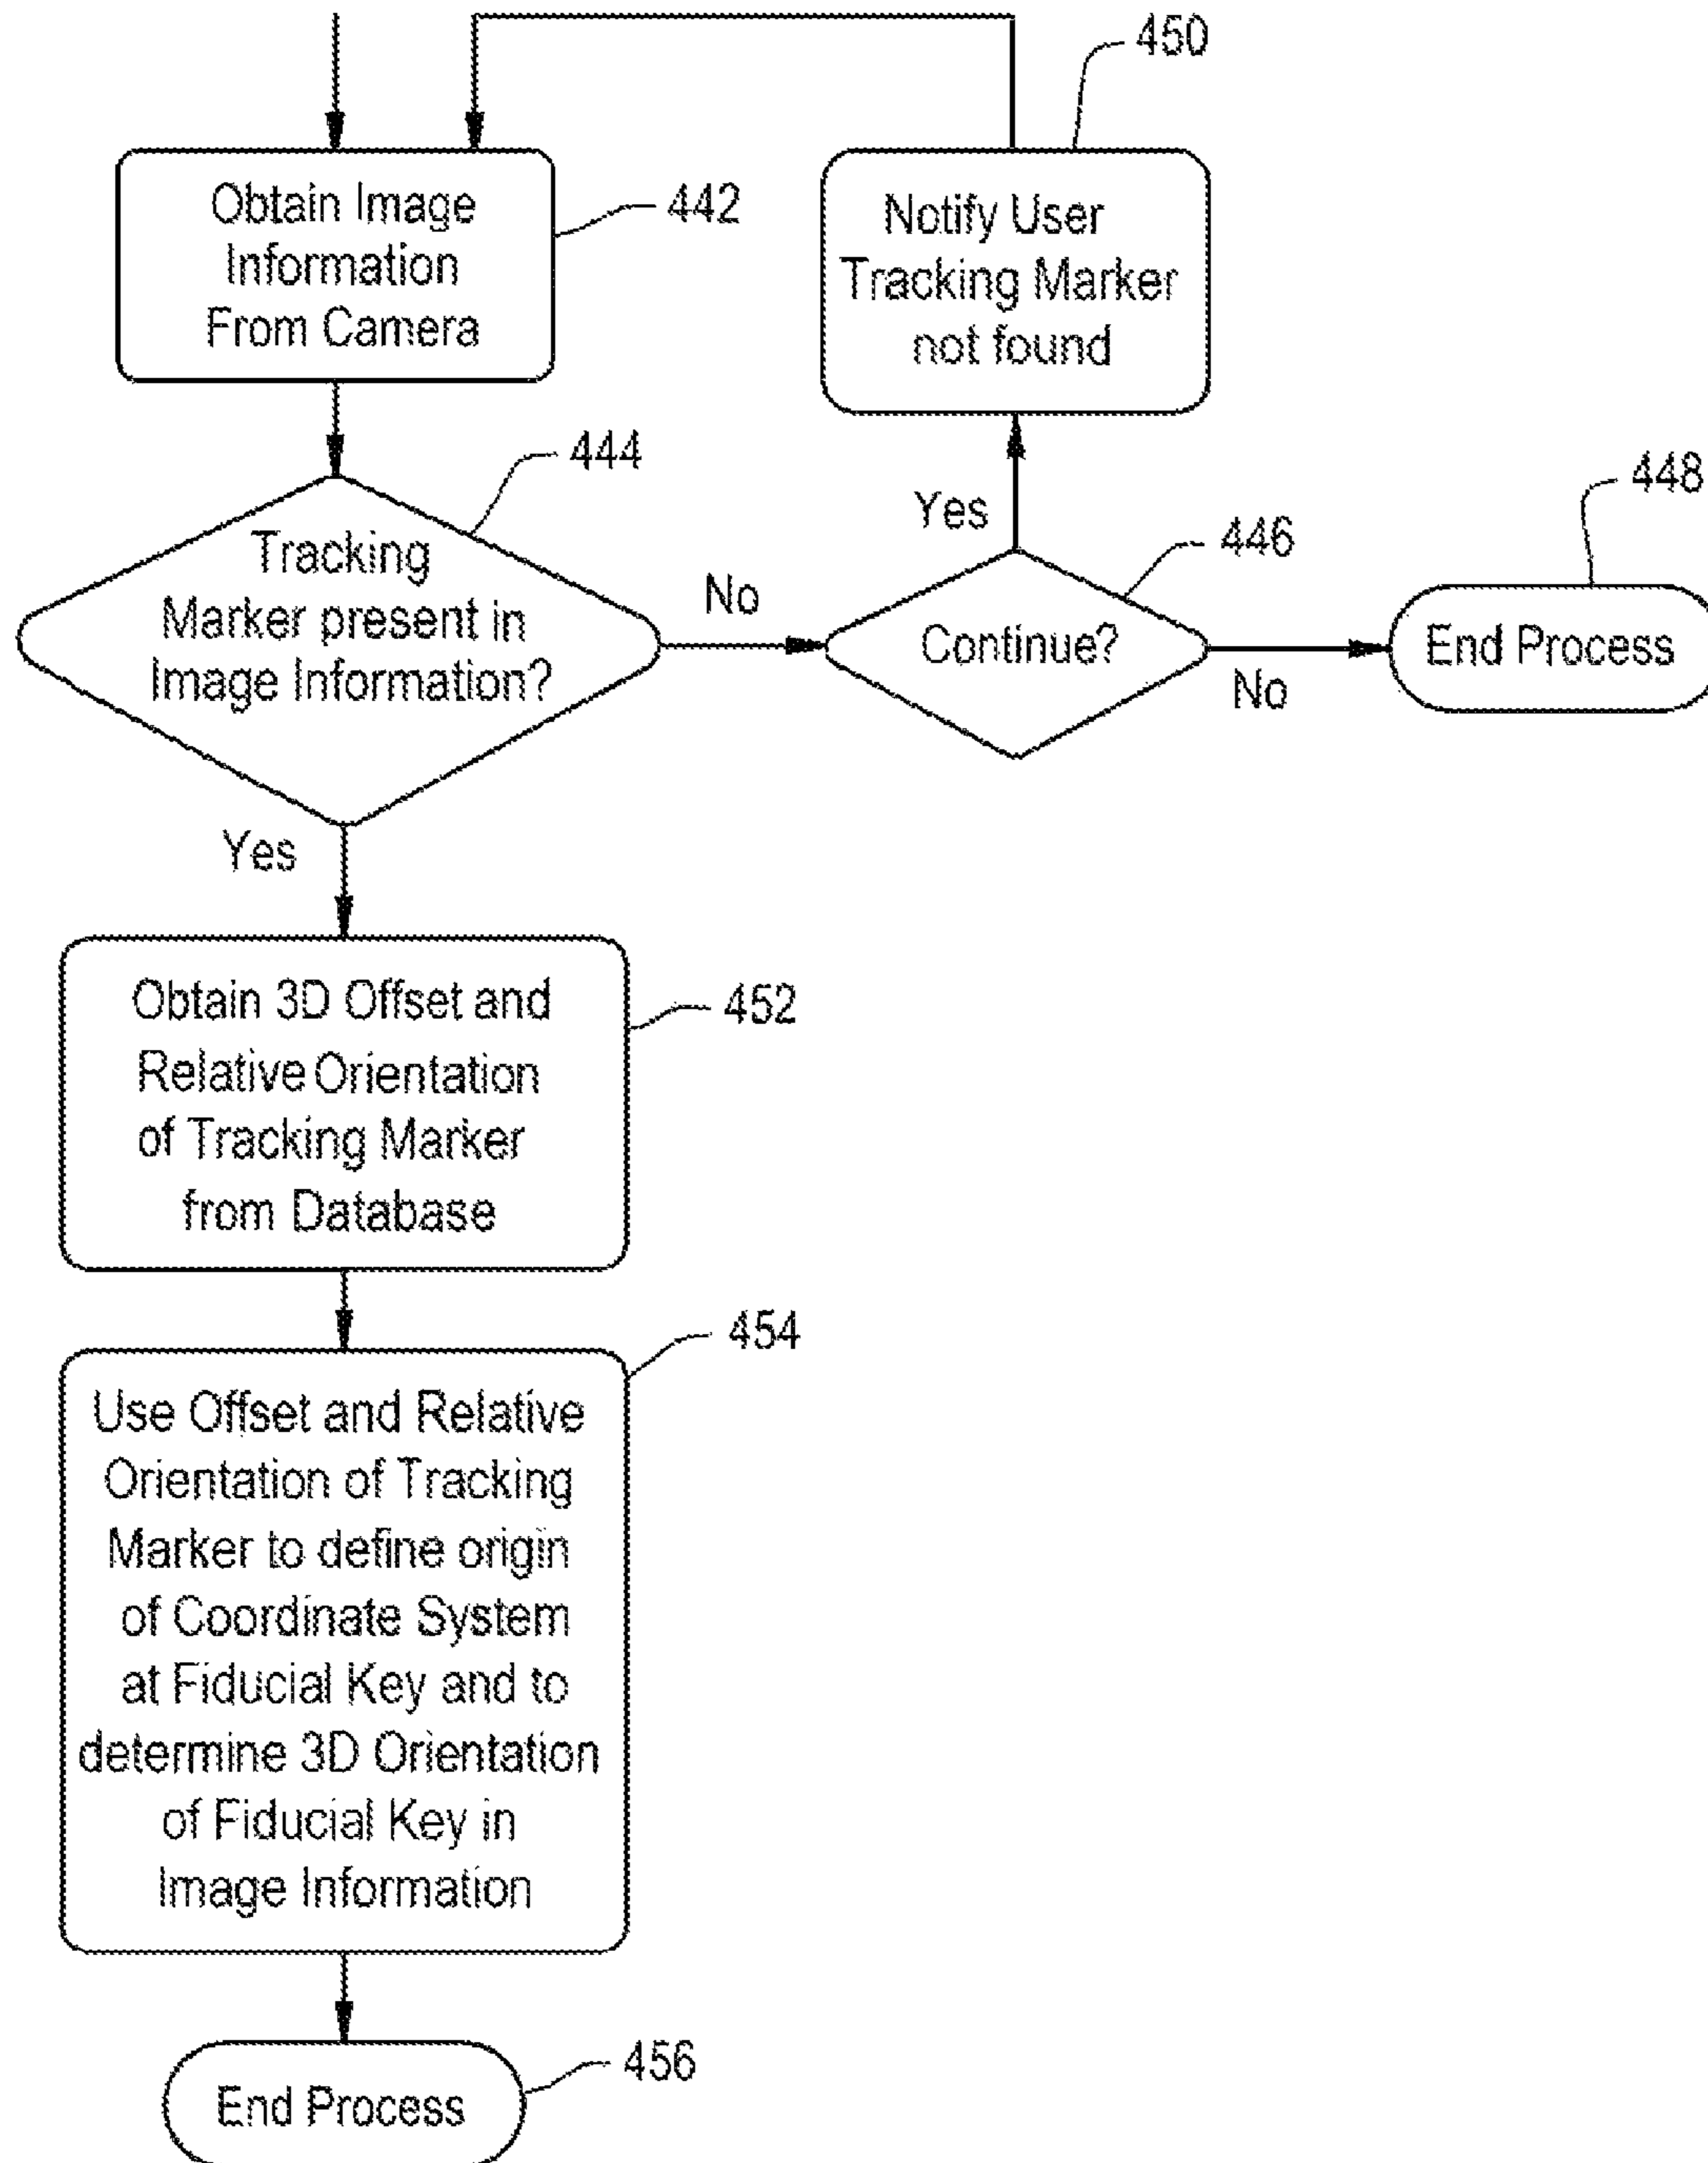 450
Obtain Image
Information
From Camera
442
Notify User
Tracking Marker
not found
444
Tracking
Marker present in
Image Information?
No
Yes
446
Continue?
No
448
End Process
Yes
Obtain 3D Offset and
Relative Orientation
of Tracking Marker
from Database
452
454
Use Offset and Relative
Orientation of Tracking
Marker to define origin
of Coordinate System
at Fiducial Key and to
determine 3D Orientation
of Fiducial Key in
Image Information
456
End Process